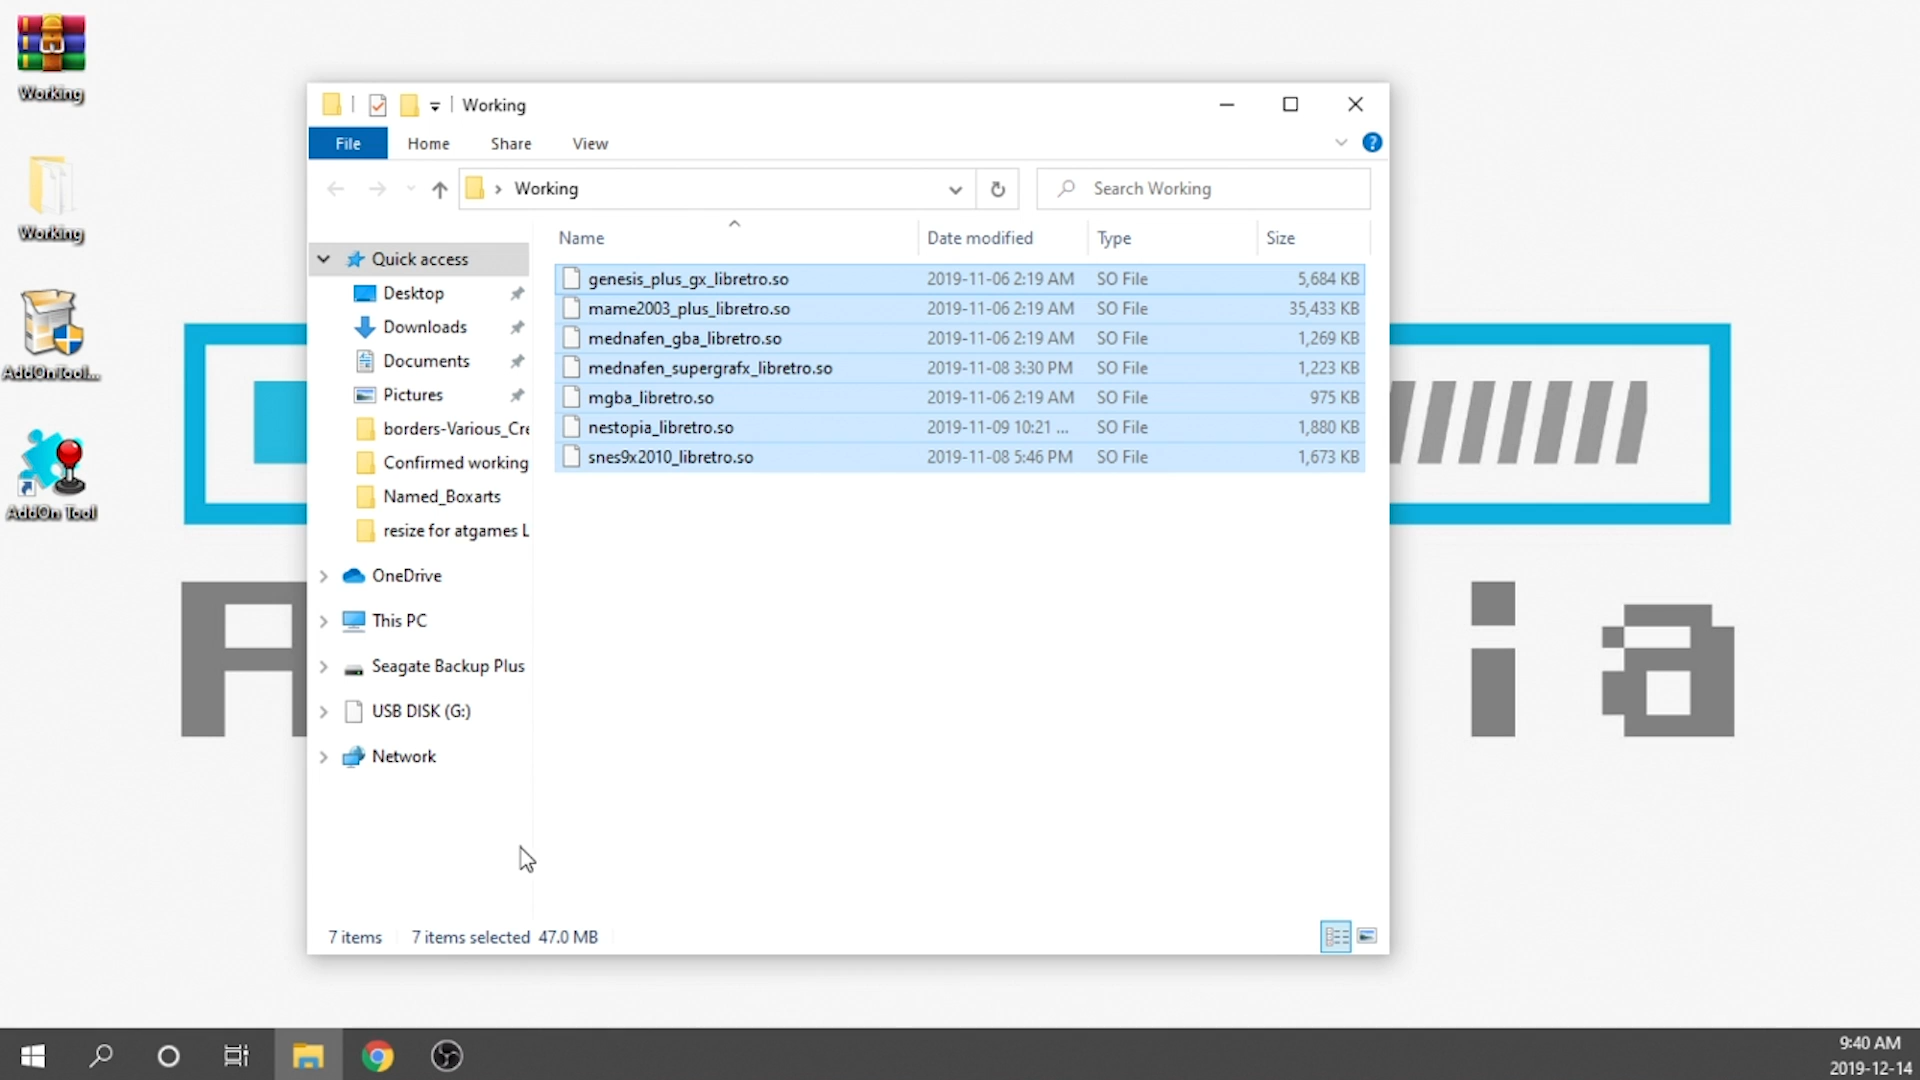 Working
Working
AddOnTool...
AddOn Tool
Working
File Home Share View
Working
Search Working
Name Date modified Type Size
Quick access
Desktop
Downloads
Documents
Pictures
borders-Various_Cre
Confirmed working
Named_Boxarts
resize for atgames L
OneDrive
This PC
Seagate Backup Plus
USB DISK (G:)
Network
genesis_plus_gx_libretro.so 2019-11-06 2:19 AM SO File 5,684 KB
mame2003_plus_libretro.so 2019-11-06 2:19 AM SO File 35,433 KB
mednafen_gba_libretro.so 2019-11-06 2:19 AM SO File 1,269 KB
mednafen_supergrafx_libretro.so 2019-11-08 3:30 PM SO File 1,223 KB
mgba_libretro.so 2019-11-06 2:19 AM SO File 975 KB
nestopia_libretro.so 2019-11-09 10:21 ... SO File 1,880 KB
snes9x2010_libretro.so 2019-11-08 5:46 PM SO File 1,673 KB
7 items 7 items selected 47.0 MB
A i a
9:40 AM
2019-12-14